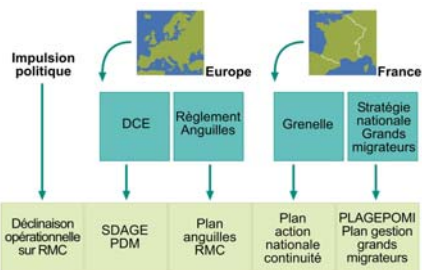 Impulsion
politique
Europe
France
DCE
Règlement
Anguilles
Grenelle
Stratégie
nationale
Grands
migrateurs
Déclinaison
opérationnelle
sur RMC
SDAGE
PDM
Plan
anguilles
RMC
Plan
action
nationale
continuité
PLAGEPOMI
Plan gestion
grands
migrateurs